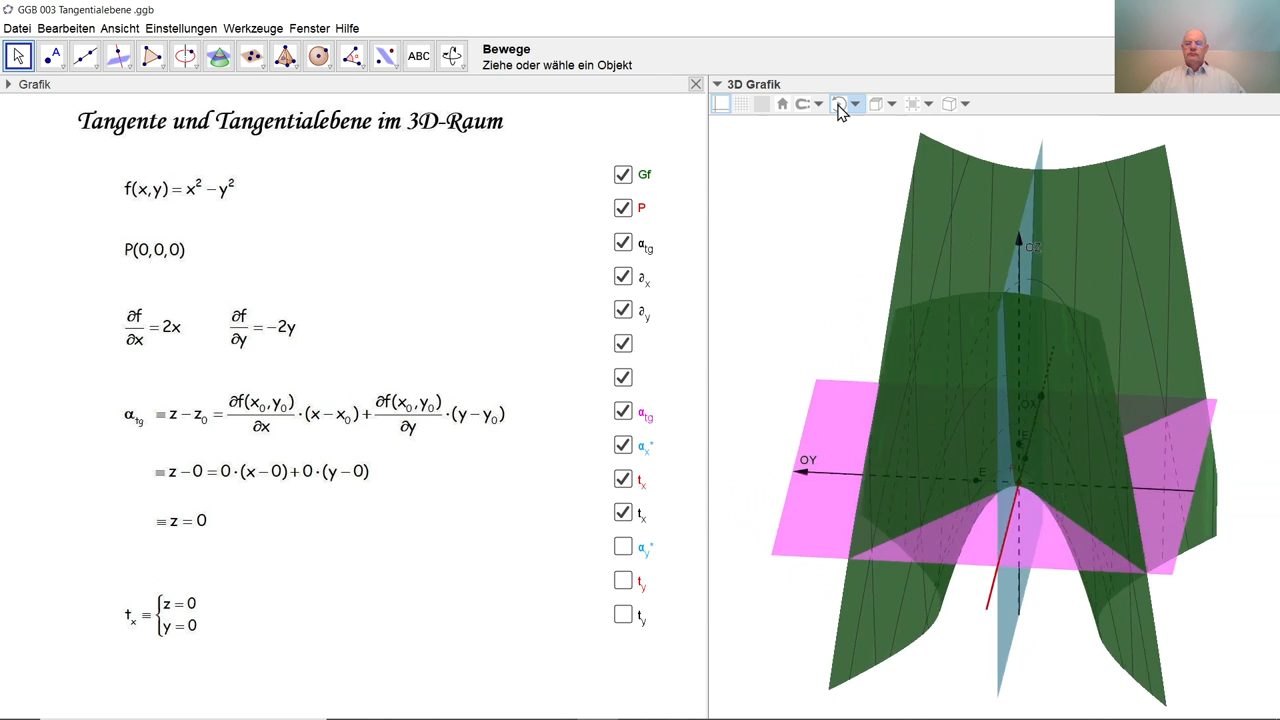 GGB 003 Tangentialebene .ggb
Datei Bearbeiten Ansicht Einstellungen Werkzeuge Fenster Hilfe
A ABC Bewege
Ziehe oder wähle ein Objekt
Grafik
3D Grafik
Tangente und Tangentialebene im 3D-Raum
f(x,y) = x² − y²
P(0,0,0)
∂f/∂x = 2x ∂f/∂y = −2y
α_tg ≡ z − z₀ = ∂f(x₀,y₀)/∂x · (x − x₀) + ∂f(x₀,y₀)/∂y · (y − y₀)
≡ z − 0 = 0 · (x − 0) + 0 · (y − 0)
≡ z = 0
t_x ≡ { z = 0
y = 0
Gf
P
α_tg
∂_x
∂_y
α_tg
α_x*
t_x
t_x
α_y*
t_y
t_y
OZ
OX
E
OY
E